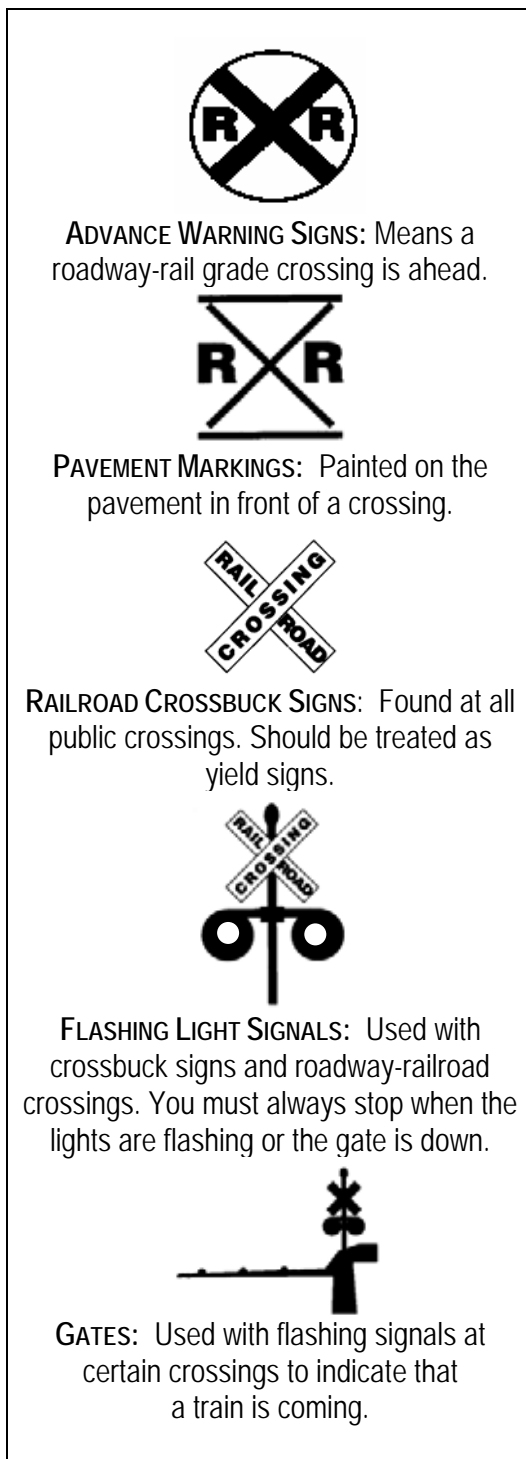 R R
ADVANCE WARNING SIGNS: Means a
roadway-rail grade crossing is ahead.
R R
PAVEMENT MARKINGS: Painted on the
pavement in front of a crossing.
RAIL ROAD
CROSSING
RAILROAD CROSSBUCK SIGNS: Found at all
public crossings. Should be treated as
yield signs.
RAIL ROAD
CROSSING
FLASHING LIGHT SIGNALS: Used with
crossbuck signs and roadway-railroad
crossings. You must always stop when the
lights are flashing or the gate is down.
GATES: Used with flashing signals at
certain crossings to indicate that
a train is coming.